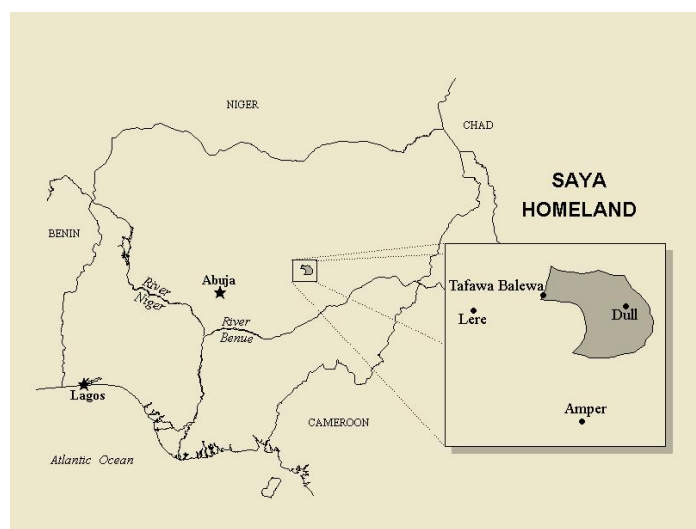 NIGER
CHAD
SAYA
HOMELAND
BENIN
Abuja
River
Niger
River
Benue
Tafawa Balewa
Lere
Dull
Lagos
Amper
CAMEROON
Atlantic Ocean